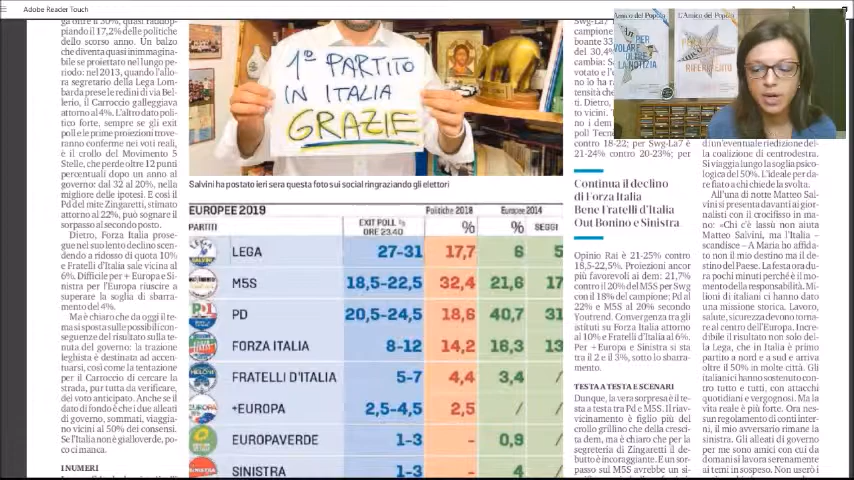 Adobe Reader Touch
piegando il 17,2% delle politiche
dello scorso anno. Un balzo
che diventa quasi inimmagina-
bile se proiettato nel lungo pe-
riodo: nel 2013, quando l'allo-
ra segretario della Lega Lom-
barda prese le redini di via Bel-
lerio, il Carroccio galleggiava
attorno al 4%. L'altro dato poli-
tico forte, sempre se gli exit
poll e le prime proiezioni trove-
ranno conferme nei voti reali,
è il crollo del Movimento 5
Stelle, che perde oltre 12 punti
percentuali dopo un anno al
governo: dal 32 al 20%, nella
migliore delle ipotesi. E così il
Pd del mite Zingaretti, stimato
attorno al 22%, può sognare il
sorpasso al secondo posto.
Dietro, Forza Italia prose-
gue nel suo lento declino scen-
dendo a ridosso di quota 10%
e Fratelli d'Italia sale vicina al
6%. Difficile per + Europa e Si-
nistra per l'Europa riuscire a
superare la soglia di sbarra-
mento del 4%.
Ma è chiaro che da oggi il te-
ma si sposta sulle possibili con-
seguenze del risultato sulla te-
nuta del governo: la trazione
leghista è destinata ad accen-
tuarsi, così come la tentazione
per il Carroccio di cercare la
strada, par tutta da verificare,
del voto anticipato. Anche se il
dato di fondo è che i due alleati
di governo, sommati, viaggia-
no vicini al 50% dei consensi.
Se l'Italia non è gialloverde, po-
co ci manca.
I NUMERI
1° PARTITO
IN ITALIA
GRAZIE
Salvini ha postato ieri sera questa foto sui social ringraziando gli elettori
EUROPEE 2019
PARTITI
EXIT POLL %
ORE 23.40
Politiche 2018
%
Europee 2014
% SEGGI
LEGA 27-31 17,7 6 5
M5S 18,5-22,5 32,4 21,6 17
PD 20,5-24,5 18,6 40,7 31
FORZA ITALIA 8-12 14,2 16,3 13
FRATELLI D'ITALIA 5-7 4,4 3,4 /
+EUROPA 2,5-4,5 2,5 / /
EUROPAVERDE 1-3 - 0,9 /
SINISTRA 1-3 - 4 /
campione
cambia:
votato e l'
no lo ha r
tensità che
ti. Dietro,
no vicini.
no i dem
poll Tecne
contro 18-22; per Swg-La7 è
21-24% contro 20-23%; per
Continua il declino
di Forza Italia
Bene Fratelli d'Italia
Out Bonino e Sinistra
Opinio Rai è 21-25% contro
18,5-22,5%. Proiezioni ancor
più favorevoli ai dem: 21,7%
contro il 20% del M5S per Swg
con il 18% del campione; Pd al
22% e M5S al 20% secondo
Youtrend. Convergenza tra gli
istituti su Forza Italia attorno
al 10% e Fratelli d'Italia al 6%.
Per +Europa e Sinistra si sta
tra il 2 e il 3%, sotto lo sbarra-
mento.
TESTA A TESTA E SCENARI
Dunque, la vera sorpresa è il te-
sta a testa tra Pd e M5S. Il riav-
vicinamento è figlio più del
crollo grillino che della cresci-
ta dem, ma è chiaro che per la
segreteria di Zingaretti il de-
butto è incoraggiante. E un sor-
passo sul M5S avrebbe un si-
L'Amico del Popolo
PER
VOLARE
OLTRE
LA NOTIZIA
RIFERIMENTO
d'un'eventuale riedizione del-
la coalizione di centrodestra.
Si viaggia lungo la soglia psico-
logica del 50%. L'ideale per da-
re fiato a chi chiede la svolta.
All'una di notte Matteo Sal-
vini si presenta davanti ai gior-
nalisti con il crocifisso in ma-
no: «Chi c'è lassù non aiuta
Matteo Salvini, ma l'Italia -
scandisce - A Maria ho affida-
to non il mio destino ma il de-
stino del Paese. La festa ora du-
ra pochi minuti perché è il mo-
mento della responsabilità. Mi-
lioni di italiani ci hanno dato
una missione storica. Lavoro,
salute, sicurezza devono torna-
re al centro dell'Europa. Incre-
dibile il risultato non solo del-
la Lega, che in Italia è primo
partito a nord e a sud e arriva
oltre il 50% in molte città. Gli
italiani ci hanno sostenuto con-
tro tutto e tutti, con attacchi
quotidiani e vergognosi. Ma la
vita reale è più forte. Ora nes-
sun regolamento di conti inter-
ni, il mio avversario rimane la
sinistra. Gli alleati di governo
per me sono amici con cui da
domani si lavora serenamente
ai temi in sospeso. Non userò i